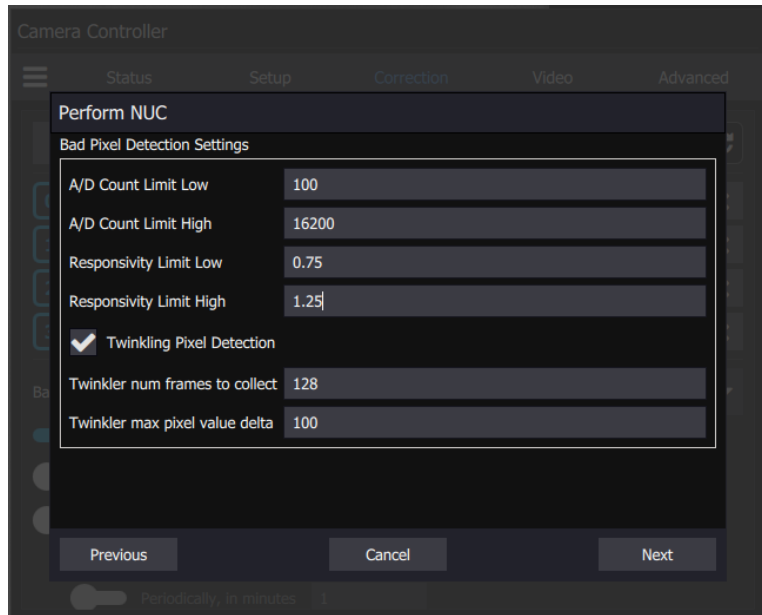 Camera Controller
Status Setup Correction Video Advanced
Perform NUC
Bad Pixel Detection Settings
A/D Count Limit Low 100
A/D Count Limit High 16200
Responsivity Limit Low 0.75
Responsivity Limit High 1.25
Twinkling Pixel Detection
Twinkler num frames to collect 128
Twinkler max pixel value delta 100
Ba
Previous Cancel Next
Periodically, in minutes 1